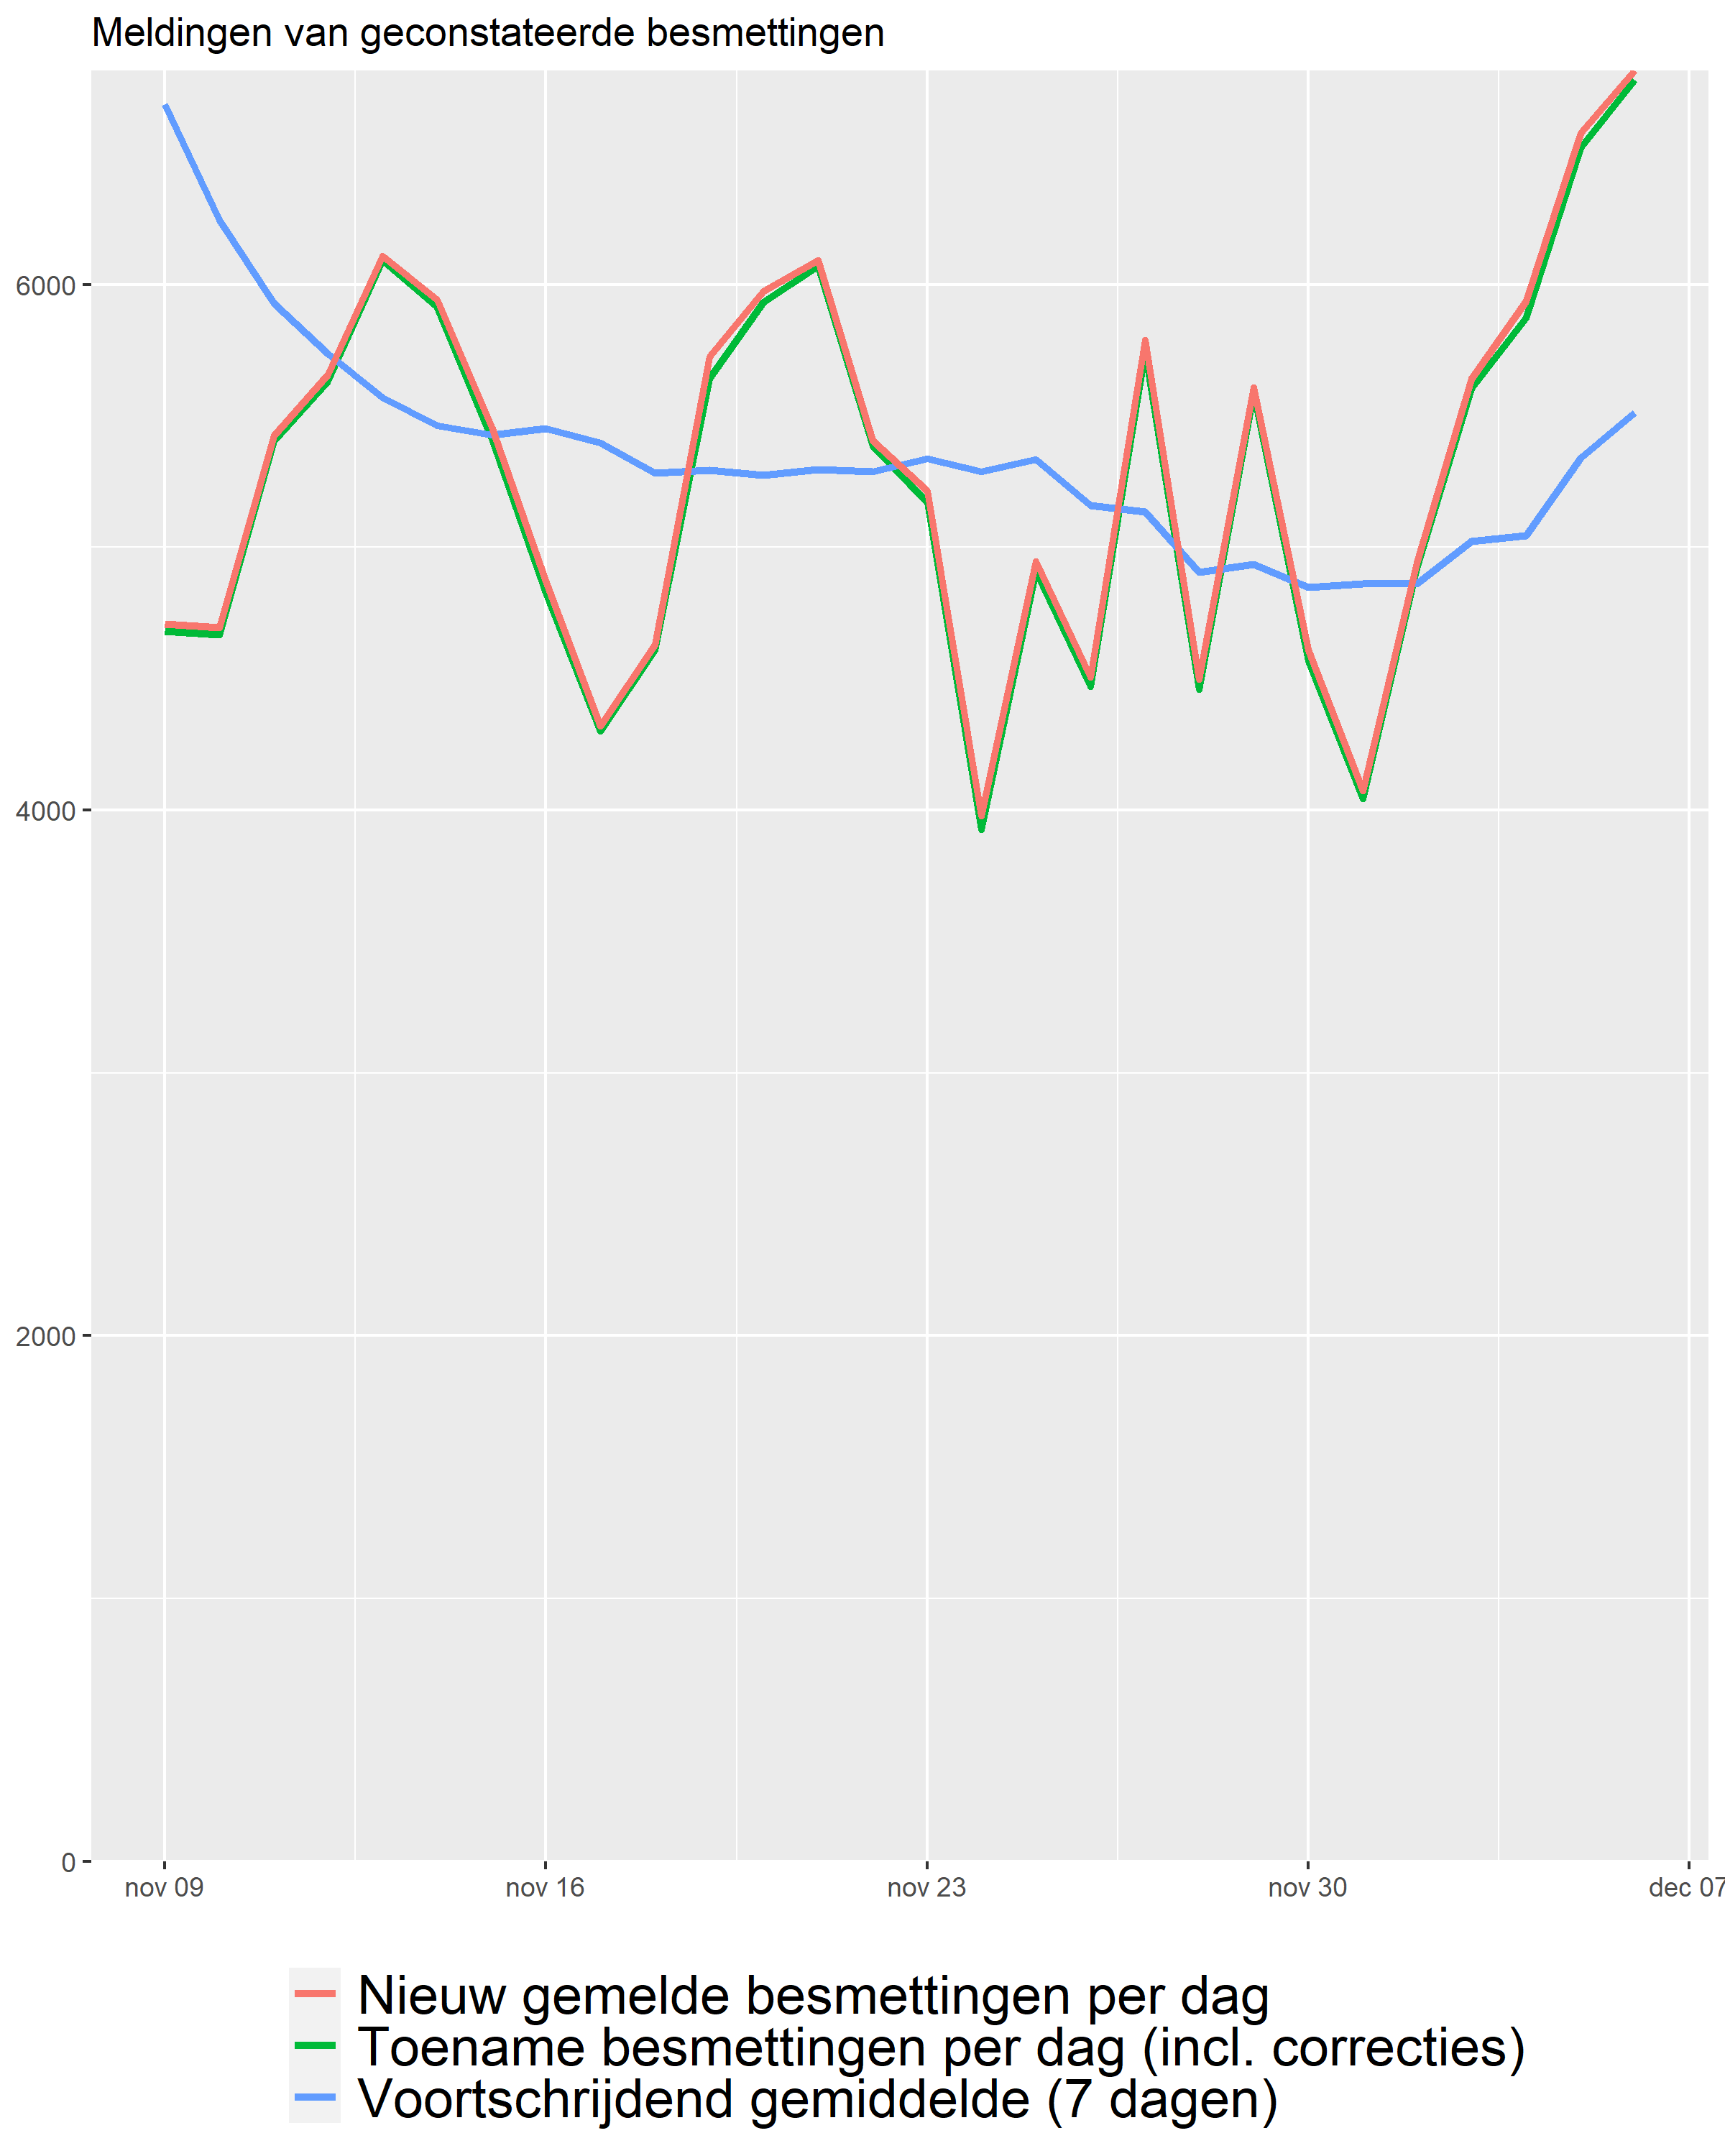 Meldingen van geconstateerde besmettingen
6000
4000
2000
0
nov 09
nov 16
nov 23
nov 30
dec 07
Nieuw gemelde besmettingen per dag
Toename besmettingen per dag (incl. correcties)
Voortschrijdend gemiddelde (7 dagen)